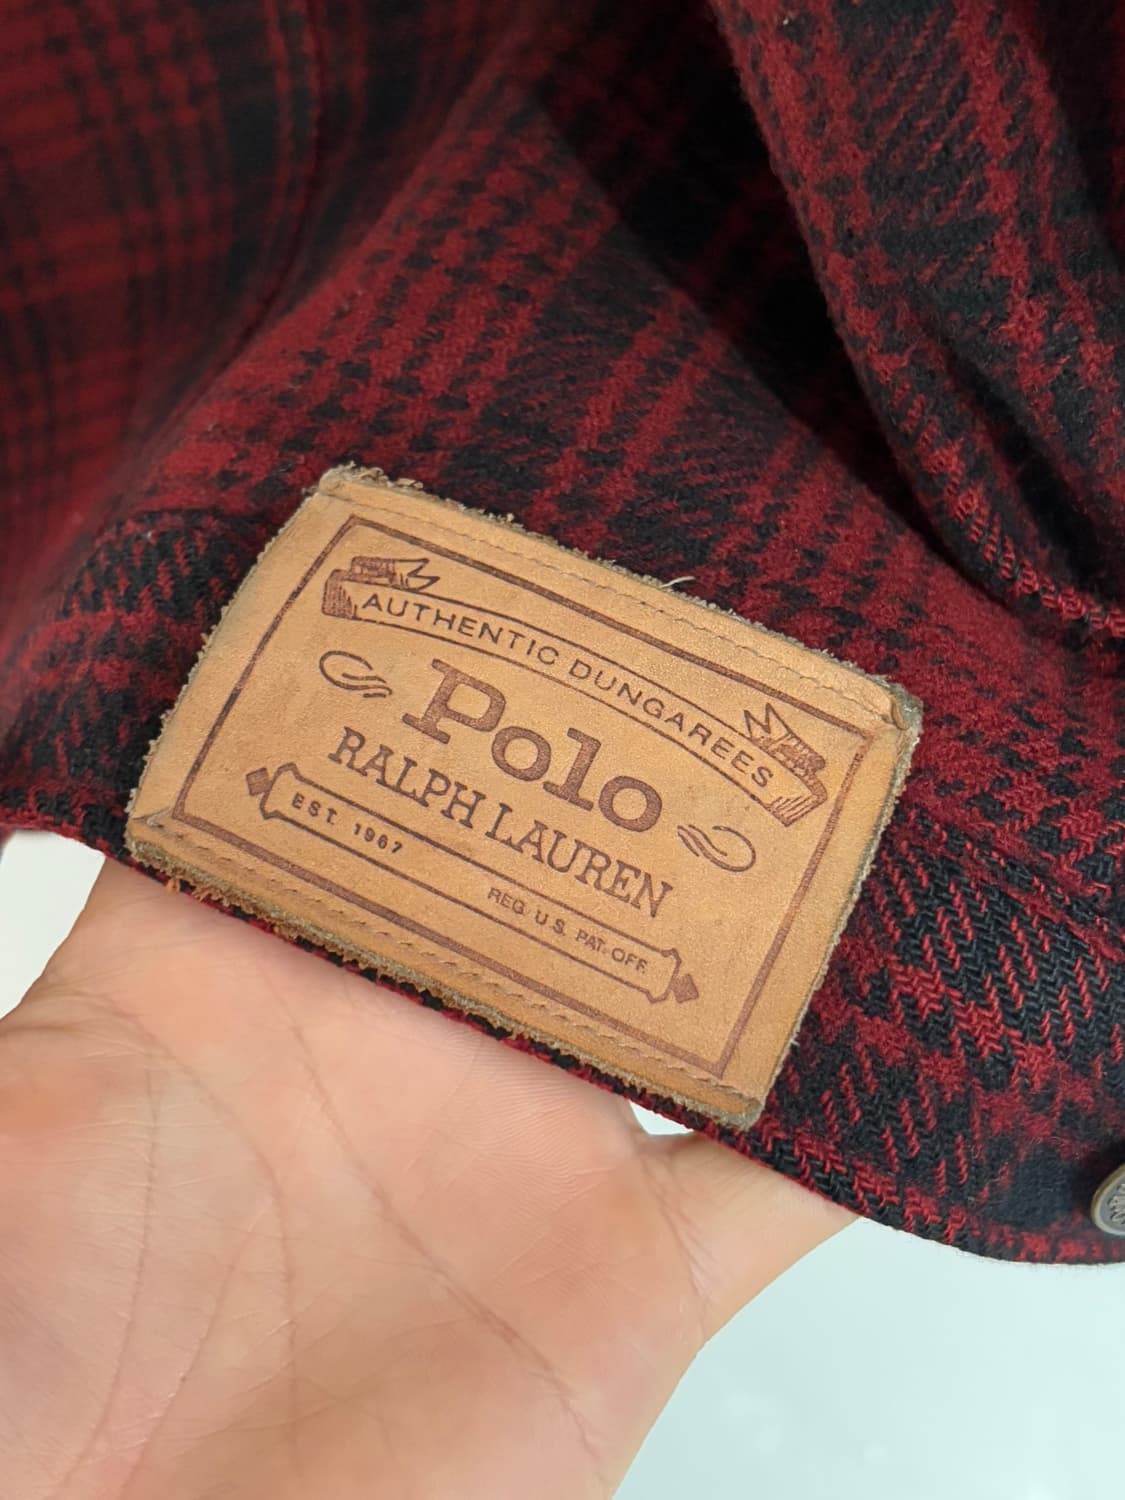 AUTHENTIC DUNGAREES
Polo
RALPH LAUREN
EST. 1967
REG. U.S. PAT. OFF.